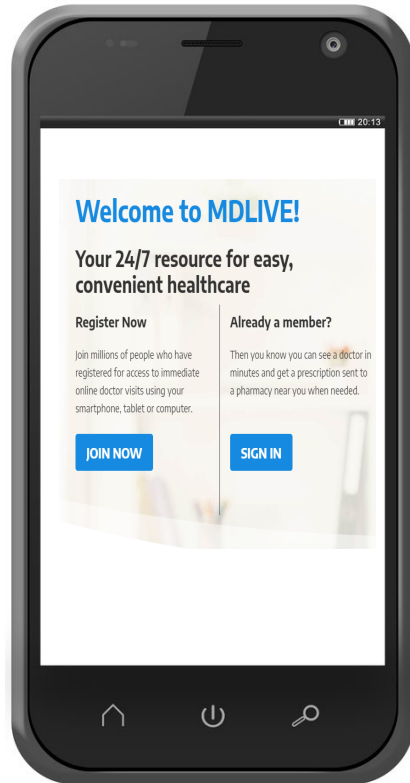 20:13
Welcome to MDLIVE!
Your 24/7 resource for easy,
convenient healthcare
Register Now
Join millions of people who have
registered for access to immediate
online doctor visits using your
smartphone, tablet or computer.
JOIN NOW
Already a member?
Then you know you can see a doctor in
minutes and get a prescription sent to
a pharmacy near you when needed.
SIGN IN